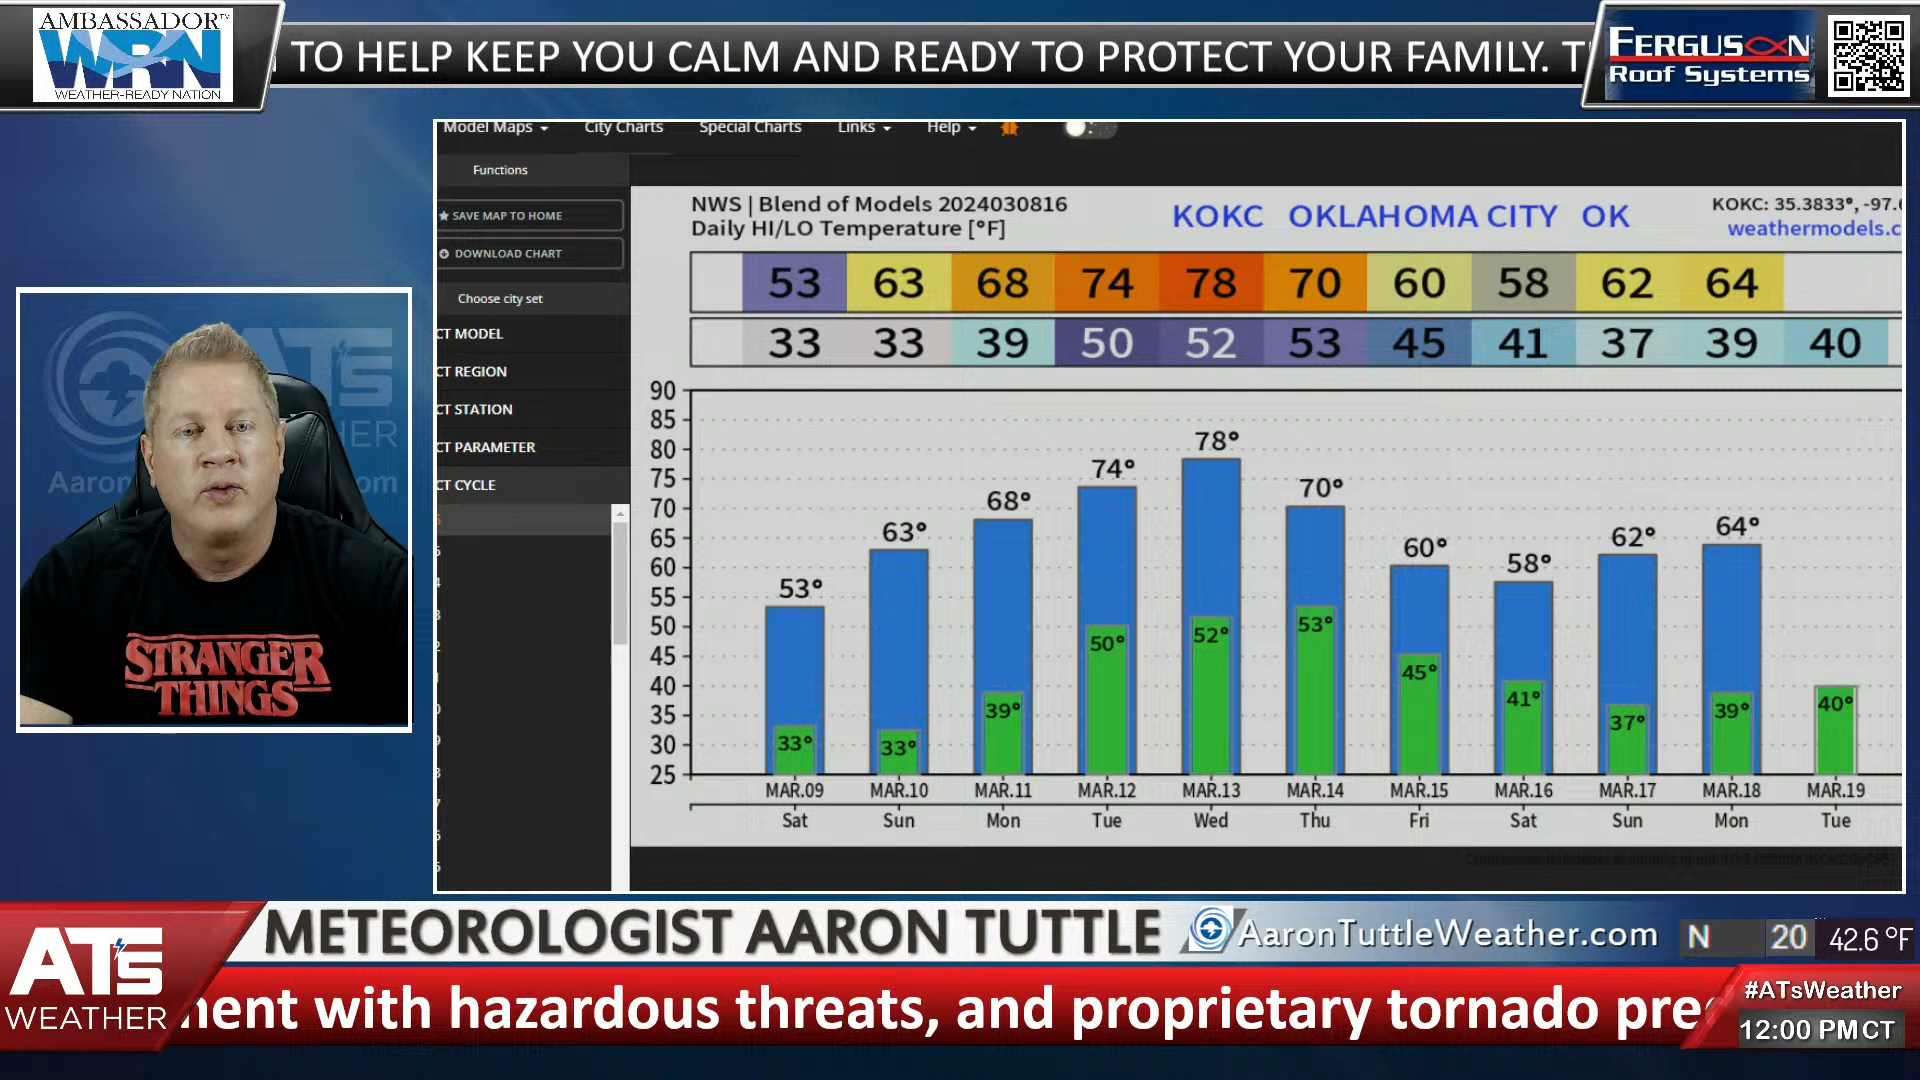 AMBASSADOR™
WRN
WEATHER-READY NATION
TO HELP KEEP YOU CALM AND READY TO PROTECT YOUR FAMILY.
FERGUSON
Roof Systems
Model Maps
City Charts
Special Charts
Links
Help
Functions
SAVE MAP TO HOME
DOWNLOAD CHART
Choose city set
CT MODEL
CT REGION
CT STATION
CT PARAMETER
CT CYCLE
NWS | Blend of Models 2024030816
Daily HI/LO Temperature [°F]
KOKC OKLAHOMA CITY OK
KOKC: 35.3833°, -97.6
weathermodels.c
53 63 68 74 78 70 60 58 62 64
33 33 39 50 52 53 45 41 37 39 40
90
85
80
75
70
65
60
55
50
45
40
35
30
25
53° 63° 68° 74° 78° 70° 60° 58° 62° 64°
33° 33° 39° 50° 52° 53° 45° 41° 37° 39° 40°
MAR.09 MAR.10 MAR.11 MAR.12 MAR.13 MAR.14 MAR.15 MAR.16 MAR.17 MAR.18 MAR.19
Sat Sun Mon Tue Wed Thu Fri Sat Sun Mon Tue
ATs
Aaron
om
STRANGER
THINGS
METEOROLOGIST AARON TUTTLE
AaronTuttleWeather.com
N 20 42.6 °F
ATs
WEATHER
ment with hazardous threats, and proprietary tornado pre
#ATsWeather
12:00 PM CT